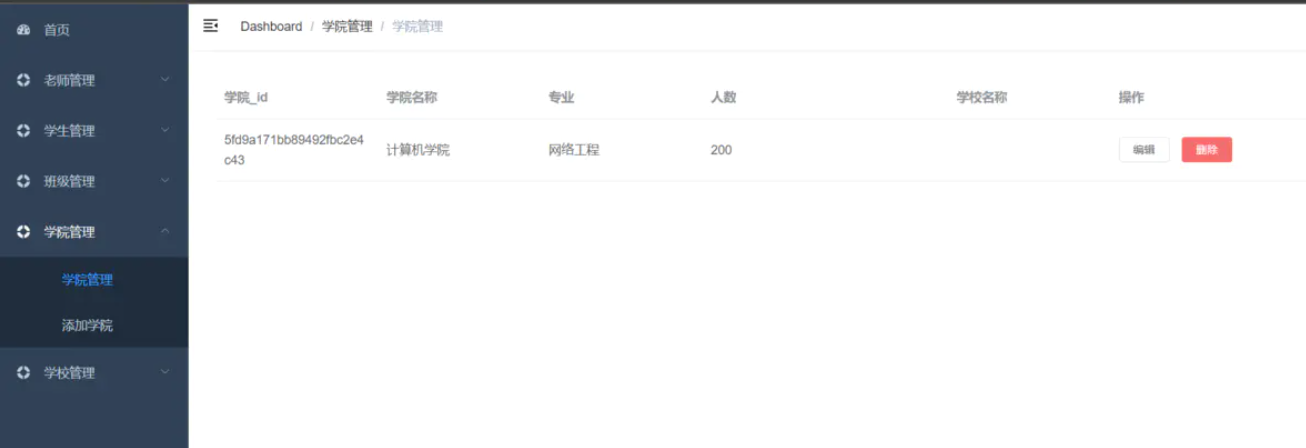 首页
老师管理
学生管理
班级管理
学院管理
学院管理
添加学院
学校管理
Dashboard / 学院管理 / 学院管理
学院_id 学院名称 专业 人数 学校名称 操作
5fd9a171bb89492fbc2e4
c43
计算机学院 网络工程 200 编辑 删除